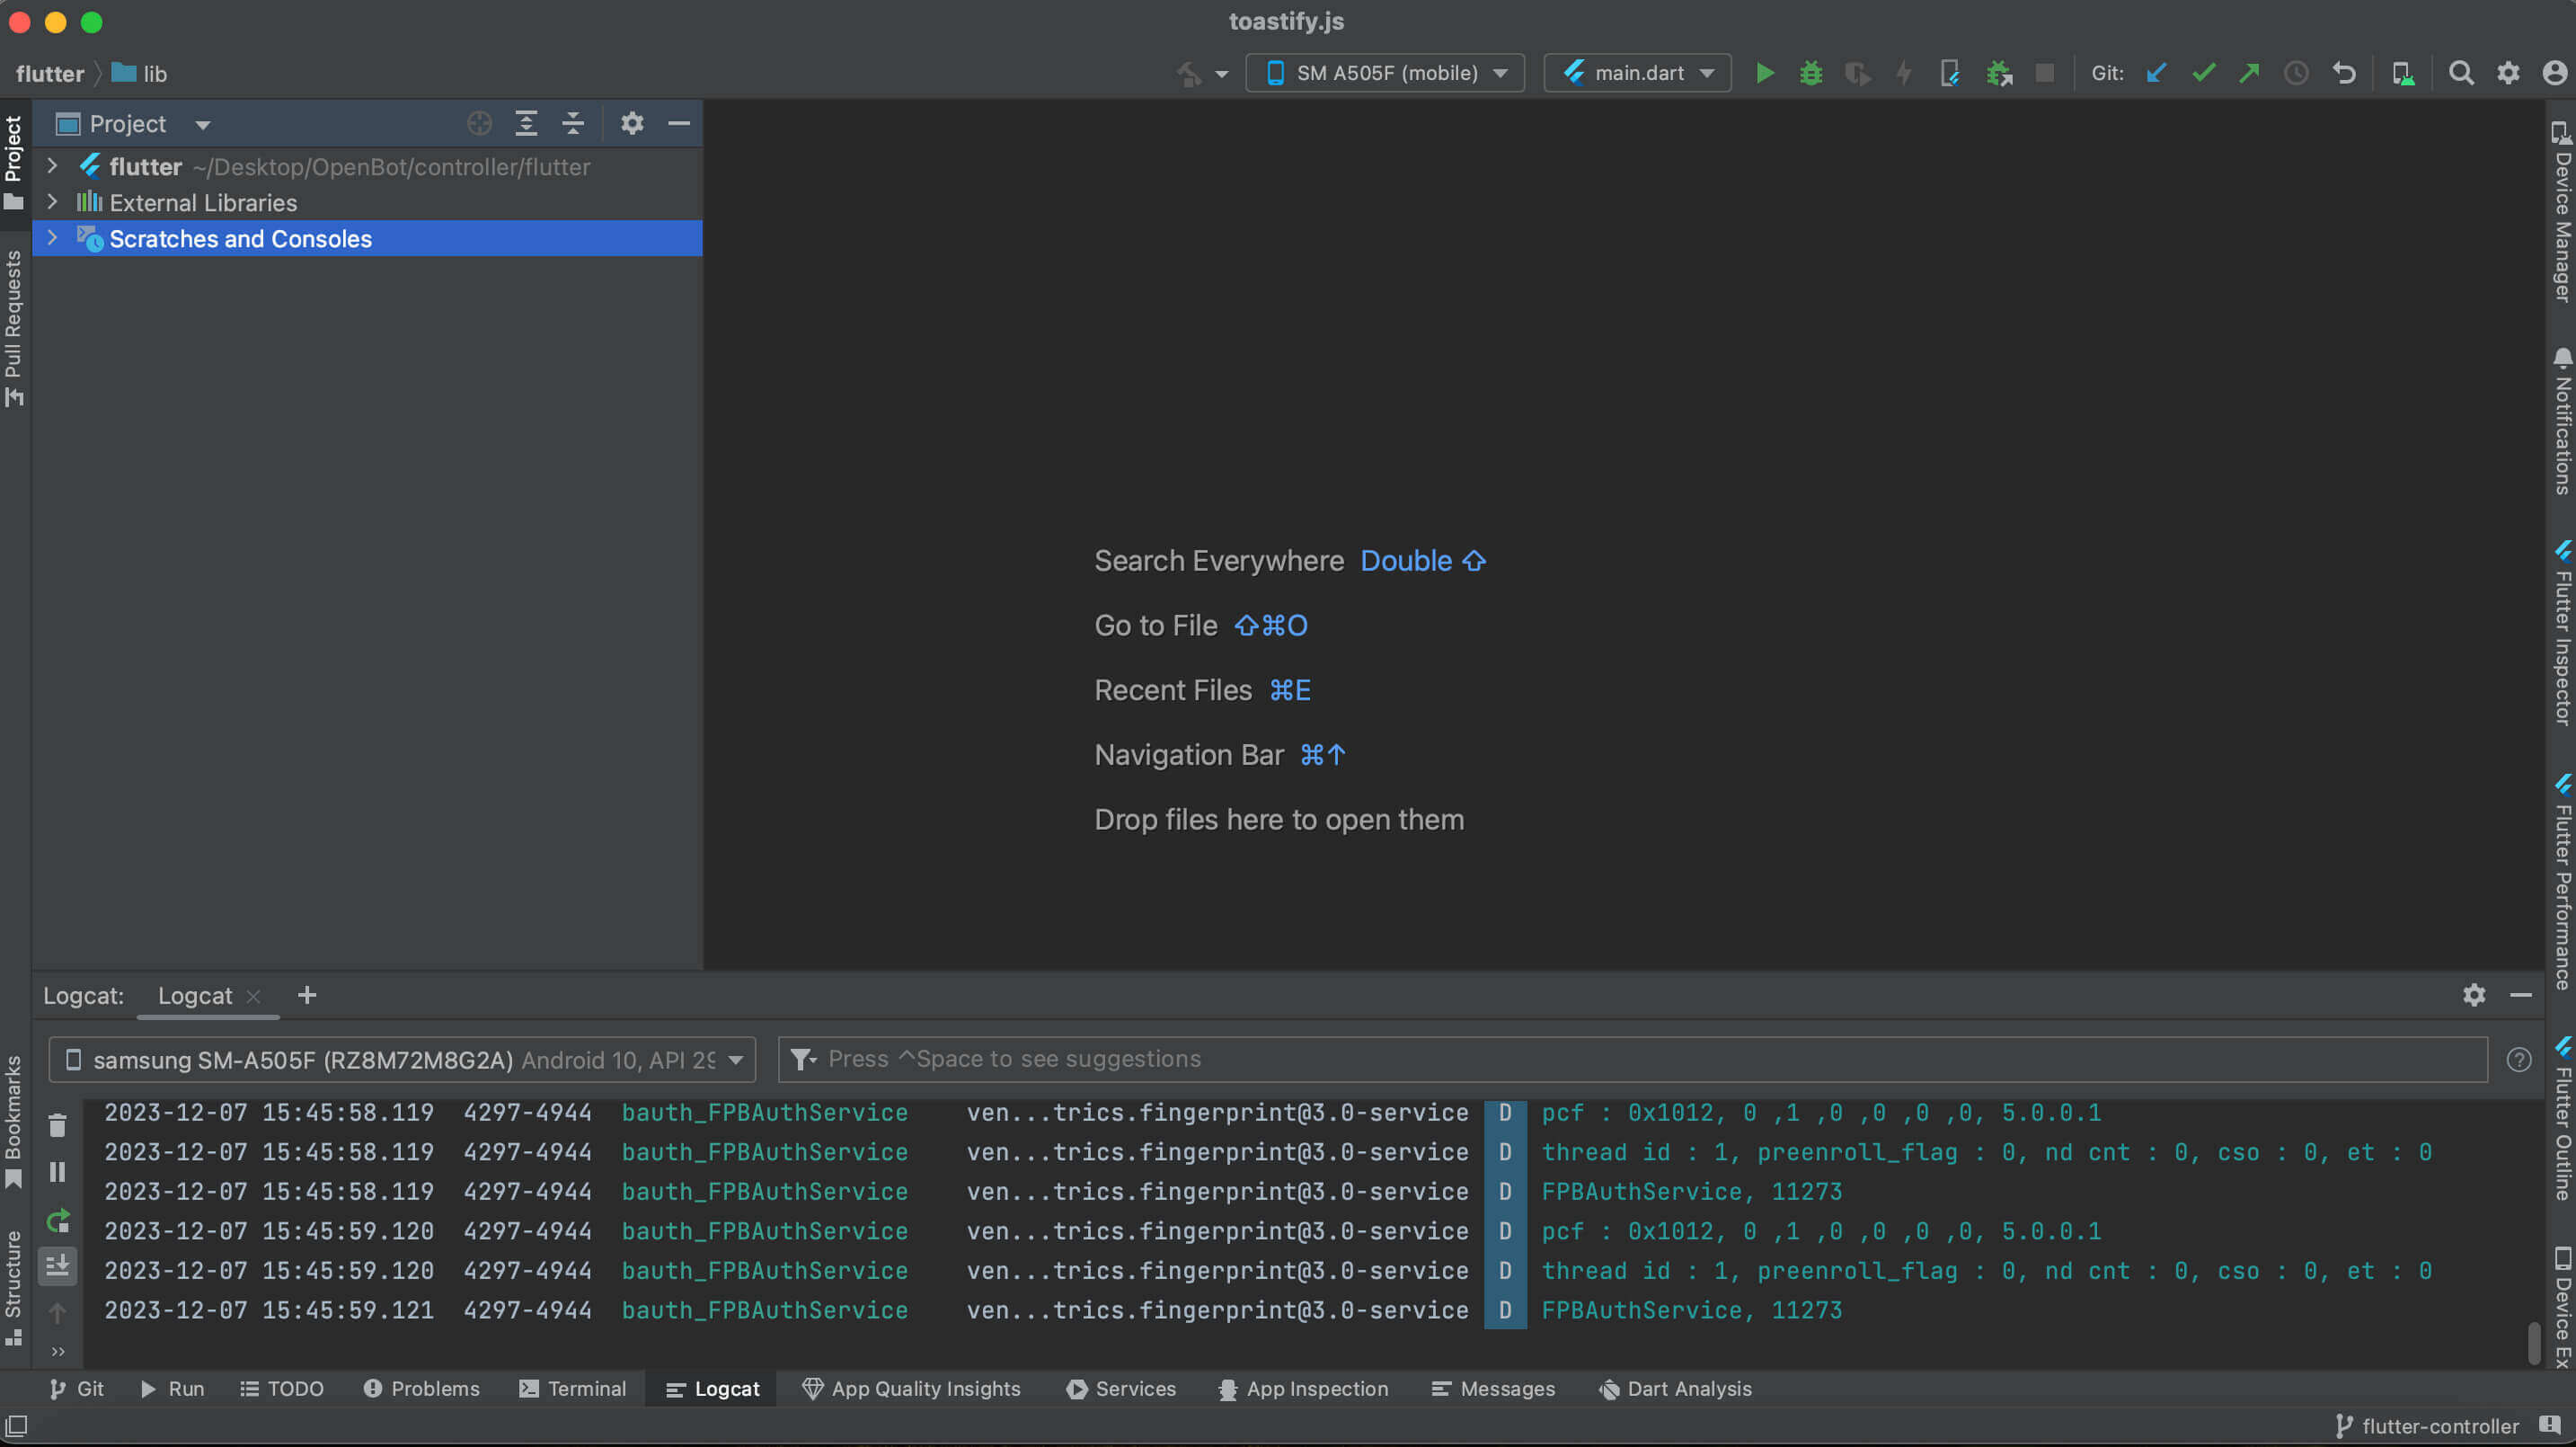 toastify.js
flutter
lib
SM A505F (mobile)
main.dart
Git:
Project
flutter ~/Desktop/OpenBot/controller/flutter
External Libraries
Scratches and Consoles
Project
Pull Requests
Bookmarks
Structure
Search Everywhere Double ⇧
Go to File ⇧⌘O
Recent Files ⌘E
Navigation Bar ⌘↑
Drop files here to open them
Device Manager
Notifications
Flutter Inspector
Flutter Performance
Flutter Outline
Device Ex
Logcat: Logcat
samsung SM-A505F (RZ8M72M8G2A) Android 10, API 29
Press ^Space to see suggestions
2023-12-07 15:45:58.119 4297-4944 bauth_FPBAuthService ven...trics.fingerprint@3.0-service D pcf : 0x1012, 0 ,1 ,0 ,0 ,0 ,0, 5.0.0.1
2023-12-07 15:45:58.119 4297-4944 bauth_FPBAuthService ven...trics.fingerprint@3.0-service D thread id : 1, preenroll_flag : 0, nd cnt : 0, cso : 0, et : 0
2023-12-07 15:45:58.119 4297-4944 bauth_FPBAuthService ven...trics.fingerprint@3.0-service D FPBAuthService, 11273
2023-12-07 15:45:59.120 4297-4944 bauth_FPBAuthService ven...trics.fingerprint@3.0-service D pcf : 0x1012, 0 ,1 ,0 ,0 ,0 ,0, 5.0.0.1
2023-12-07 15:45:59.120 4297-4944 bauth_FPBAuthService ven...trics.fingerprint@3.0-service D thread id : 1, preenroll_flag : 0, nd cnt : 0, cso : 0, et : 0
2023-12-07 15:45:59.121 4297-4944 bauth_FPBAuthService ven...trics.fingerprint@3.0-service D FPBAuthService, 11273
Git Run TODO Problems Terminal Logcat App Quality Insights Services App Inspection Messages Dart Analysis
flutter-controller